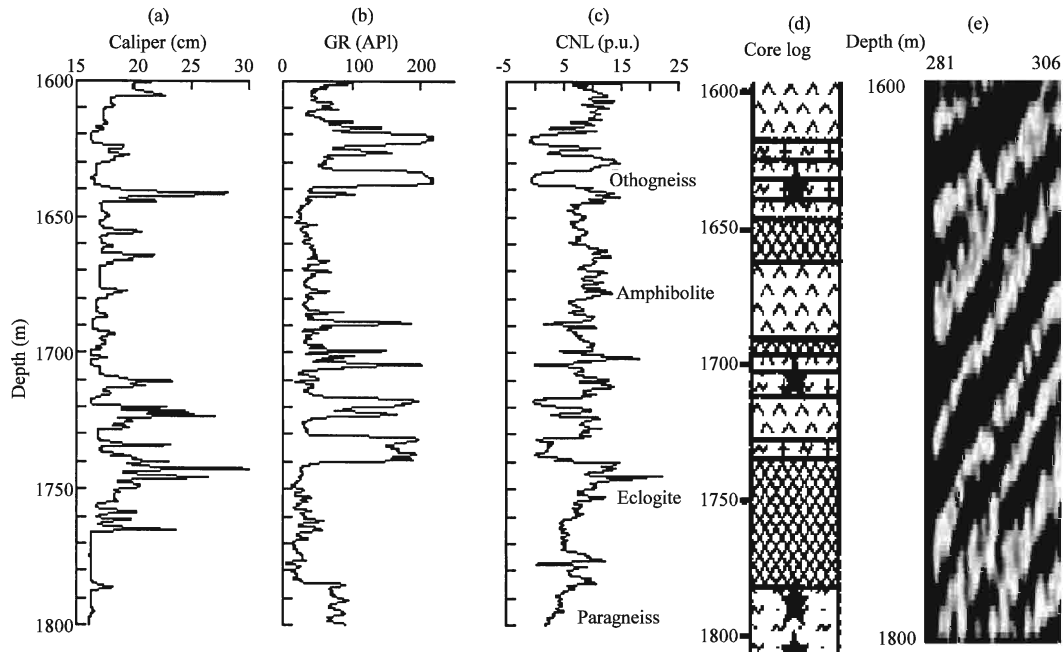 (a)
Caliper (cm)
15 20 25 30
(b)
GR (API)
0 100 200
(c)
CNL (p.u.)
-5 5 15 25
(d)
Core log
(e)
Depth (m)
281 306
Depth (m)
1600
1650
1700
1750
1800
Othogneiss
Amphibolite
Eclogite
Paragneiss
1600
1650
1700
1750
1800
1600
1800